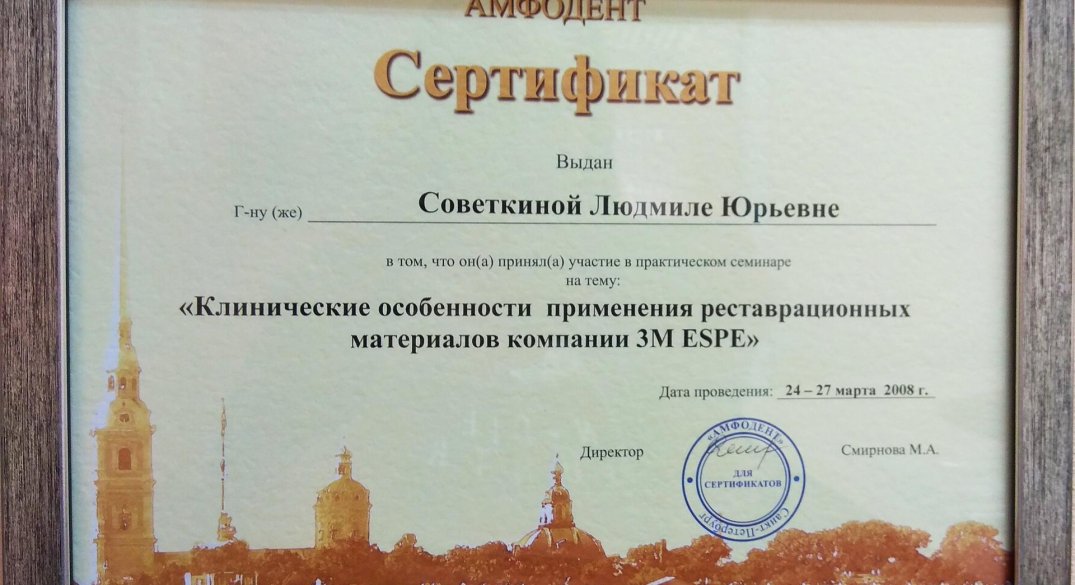 АМФОДЕНТ
Сертификат
Выдан
Г-ну (же) Советкиной Людмиле Юрьевне
в том, что он(а) принял(а) участие в практическом семинаре
на тему:
«Клинические особенности применения реставрационных
материалов компании 3M ESPE»
Дата проведения: 24 – 27 марта 2008 г.
Директор
Смирнова М.А.
«АМФОДЕНТ»
ДЛЯ
СЕРТИФИКАТОВ
Санкт-Петербург